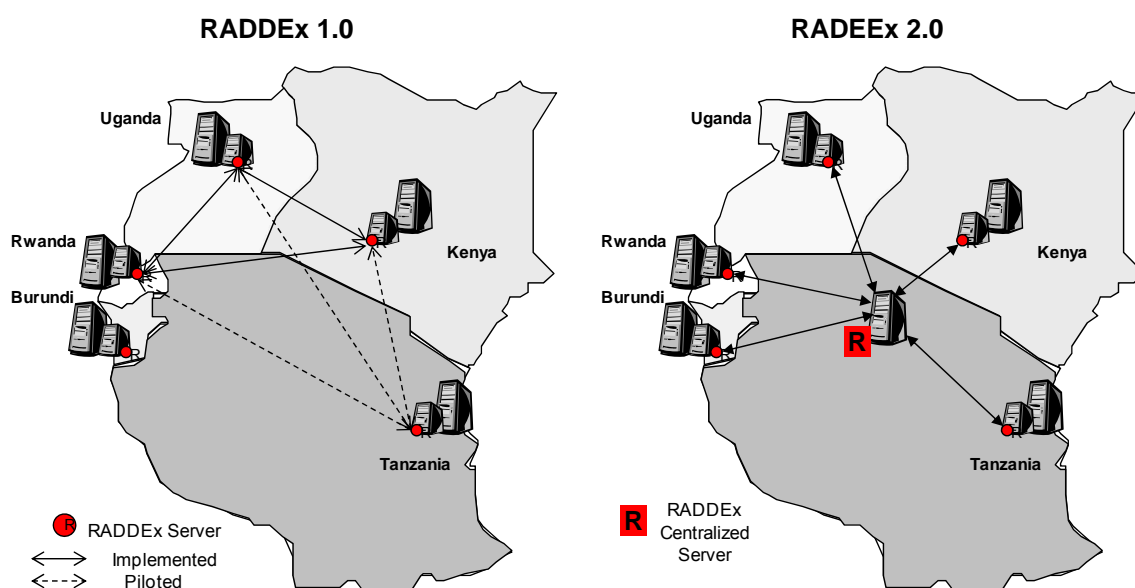 RADDEx 1.0
Uganda
R
Rwanda
R
Kenya
R
Burundi
R
R
Tanzania
R RADDEx Server
Implemented
Piloted
RADEEx 2.0
Uganda
R
Rwanda
R
Kenya
R
Burundi
R
R
R
Tanzania
R RADDEx
Centralized
Server